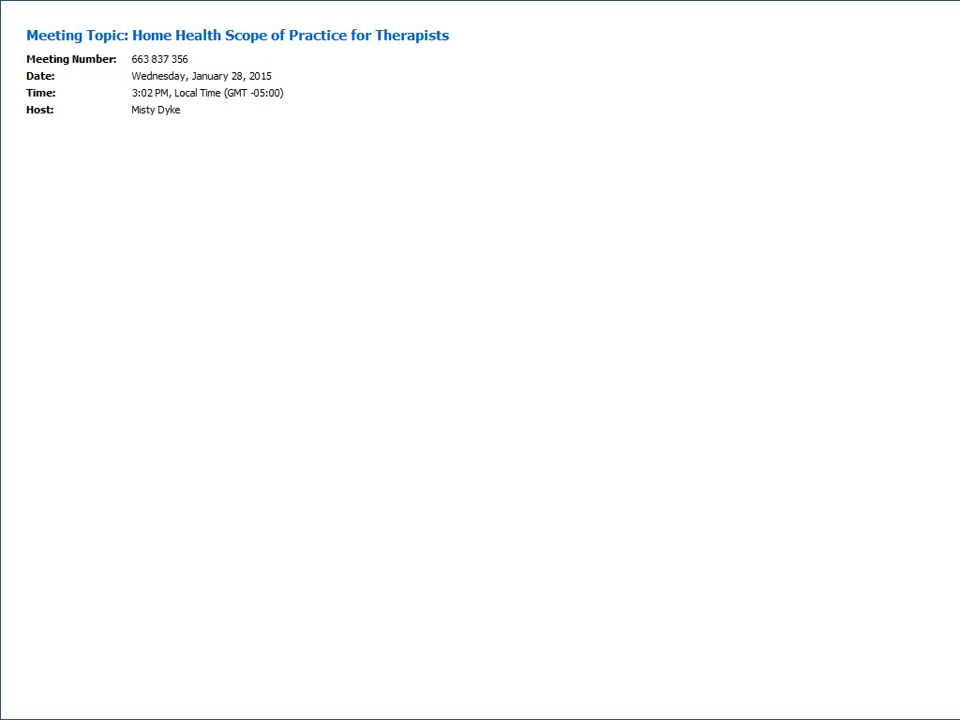 Meeting Topic: Home Health Scope of Practice for Therapists
Meeting Number: 663 837 356
Date: Wednesday, January 28, 2015
Time: 3:02 PM, Local Time (GMT -05:00)
Host: Misty Dyke